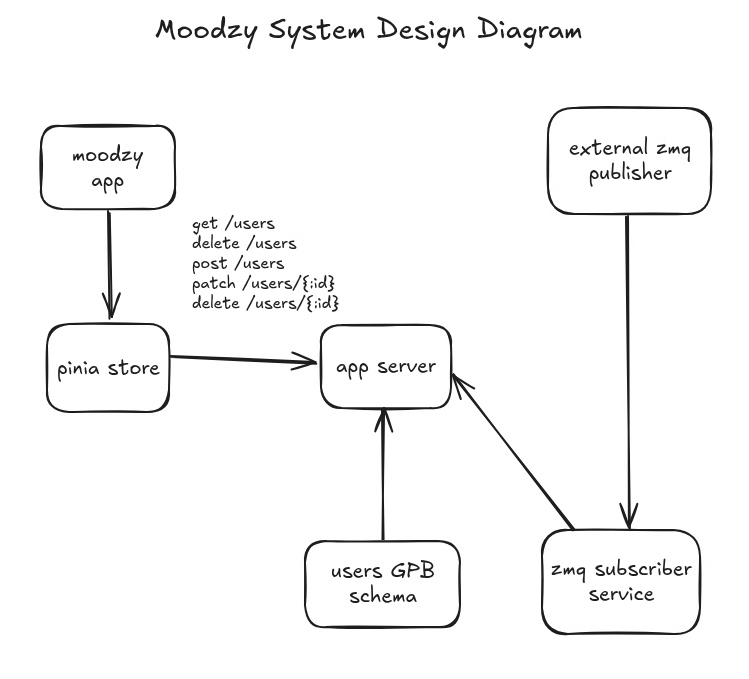 Moodzy System Design Diagram
moodzy
app
external zmq
publisher
get /users
delete /users
post /users
patch /users/{:id}
delete /users/{:id}
pinia store
app server
users GPB
schema
zmq subscriber
service